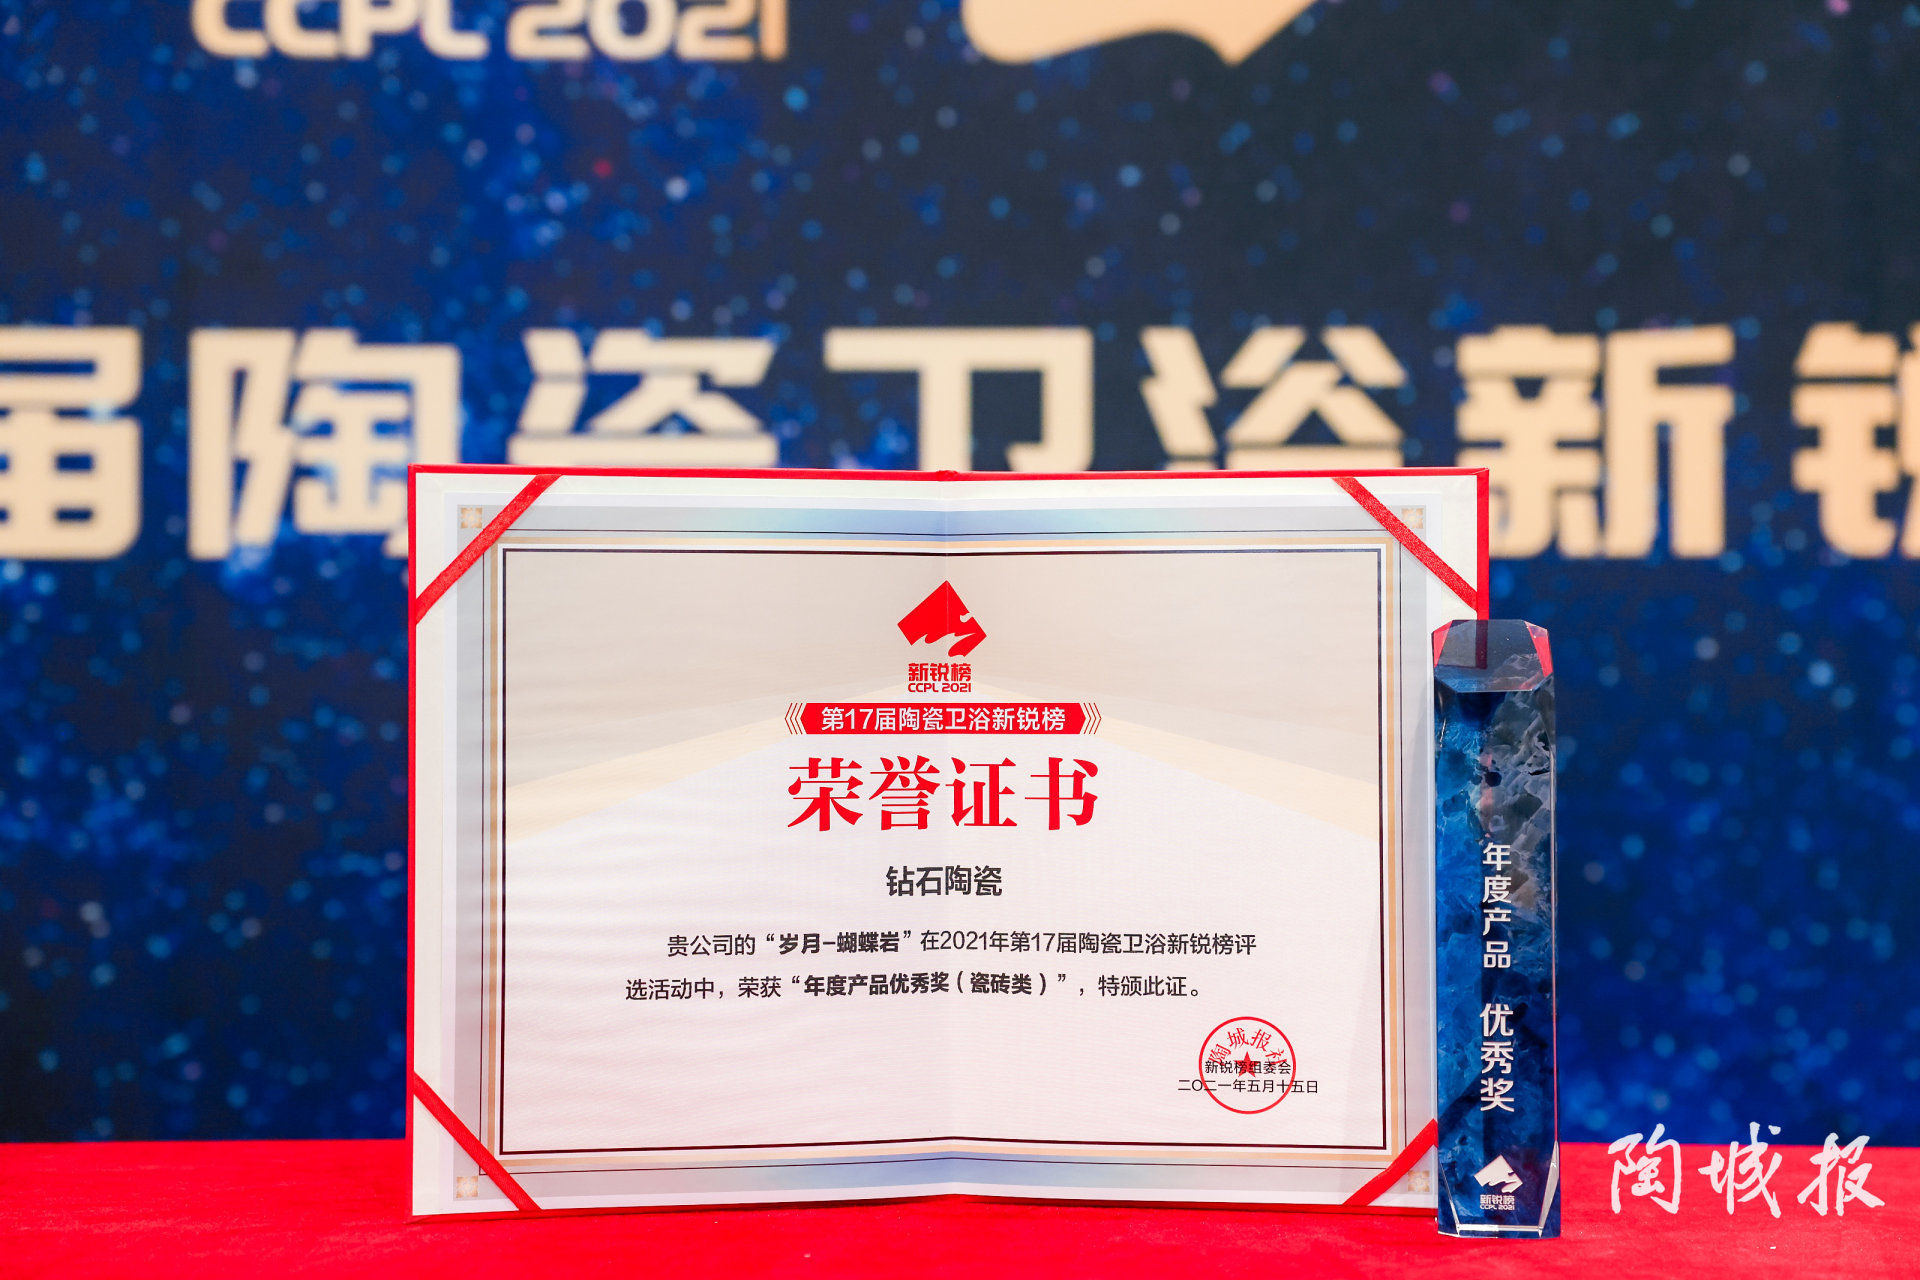 CCPL 2021
届陶瓷卫浴新锐
新锐榜
CCPL 2021
第17届陶瓷卫浴新锐榜
荣誉证书
钻石陶瓷
贵公司的“岁月-蝴蝶岩”在2021年第17届陶瓷卫浴新锐榜评
选活动中，荣获“年度产品优秀奖（瓷砖类）”，特颁此证。
陶城报社
新锐榜组委会
二〇二一年五月十五日
年度产品 优秀奖
新锐榜
CCPL 2021
陶城报